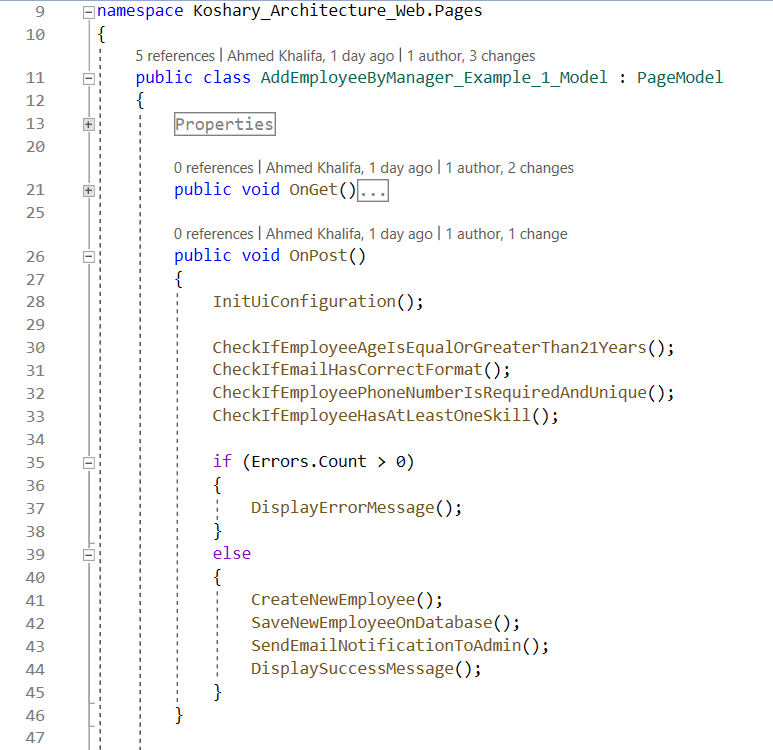 9 namespace Koshary_Architecture_Web.Pages
10 {
5 references | Ahmed Khalifa, 1 day ago | 1 author, 3 changes
11 public class AddEmployeeByManager_Example_1_Model : PageModel
12 {
13 Properties
20
0 references | Ahmed Khalifa, 1 day ago | 1 author, 2 changes
21 public void OnGet()...
25
0 references | Ahmed Khalifa, 1 day ago | 1 author, 1 change
26 public void OnPost()
27 {
28 InitUiConfiguration();
29
30 CheckIfEmployeeAgeIsEqualOrGreaterThan21Years();
31 CheckIfEmailHasCorrectFormat();
32 CheckIfEmployeePhoneNumberIsRequiredAndUnique();
33 CheckIfEmployeeHasAtLeastOneSkill();
34
35 if (Errors.Count > 0)
36 {
37 DisplayErrorMessage();
38 }
39 else
40 {
41 CreateNewEmployee();
42 SaveNewEmployeeOnDatabase();
43 SendEmailNotificationToAdmin();
44 DisplaySuccessMessage();
45 }
46 }
47